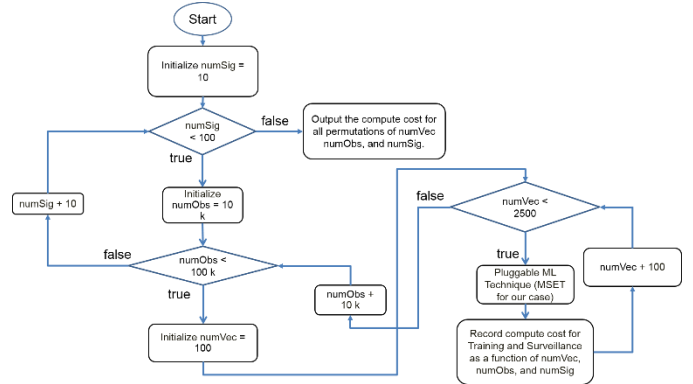 Start
Initialize numSig =
10
numSig
< 100
false
Output the compute cost for
all permutations of numVec
numObs, and numSig.
true
Initialize
numObs = 10
k
numSig + 10
false
numObs <
100 k
true
Initialize numVec =
100
numObs +
10 k
false
numVec <
2500
true
Pluggable ML
Technique (MSET
for our case)
numVec + 100
Record compute cost for
Training and Surveillance
as a function of numVec,
numObs, and numSig